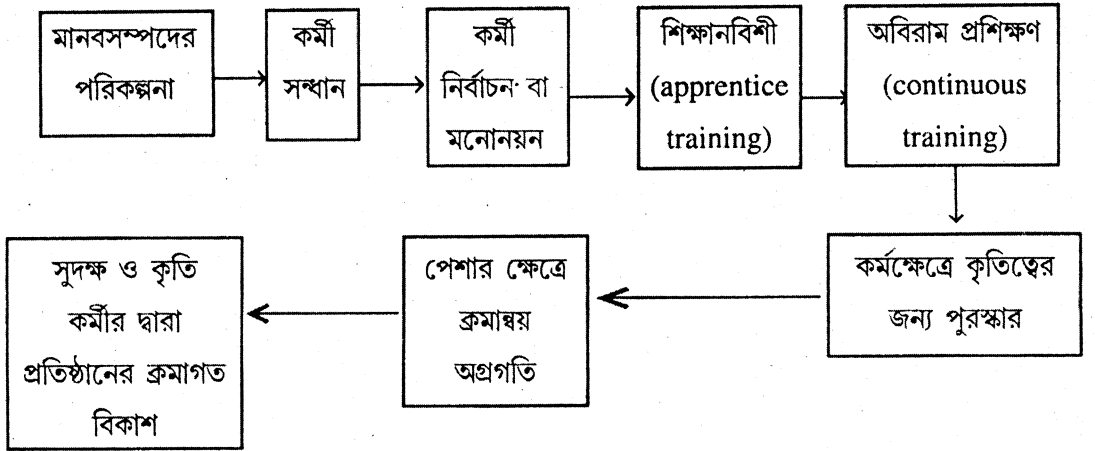 মানবসম্পদের
পরিকল্পনা
কর্মী
সন্ধান
কর্মী
নির্বাচন বা
মনোনয়ন
শিক্ষানবিশী
(apprentice
training)
অবিরাম প্রশিক্ষণ
(continuous
training)
কর্মক্ষেত্রে কৃতিত্বের
জন্য পুরস্কার
পেশার ক্ষেত্রে
ক্রমান্বয়
অগ্রগতি
সুদক্ষ ও কৃতি
কর্মীর দ্বারা
প্রতিষ্ঠানের ক্রমাগত
বিকাশ